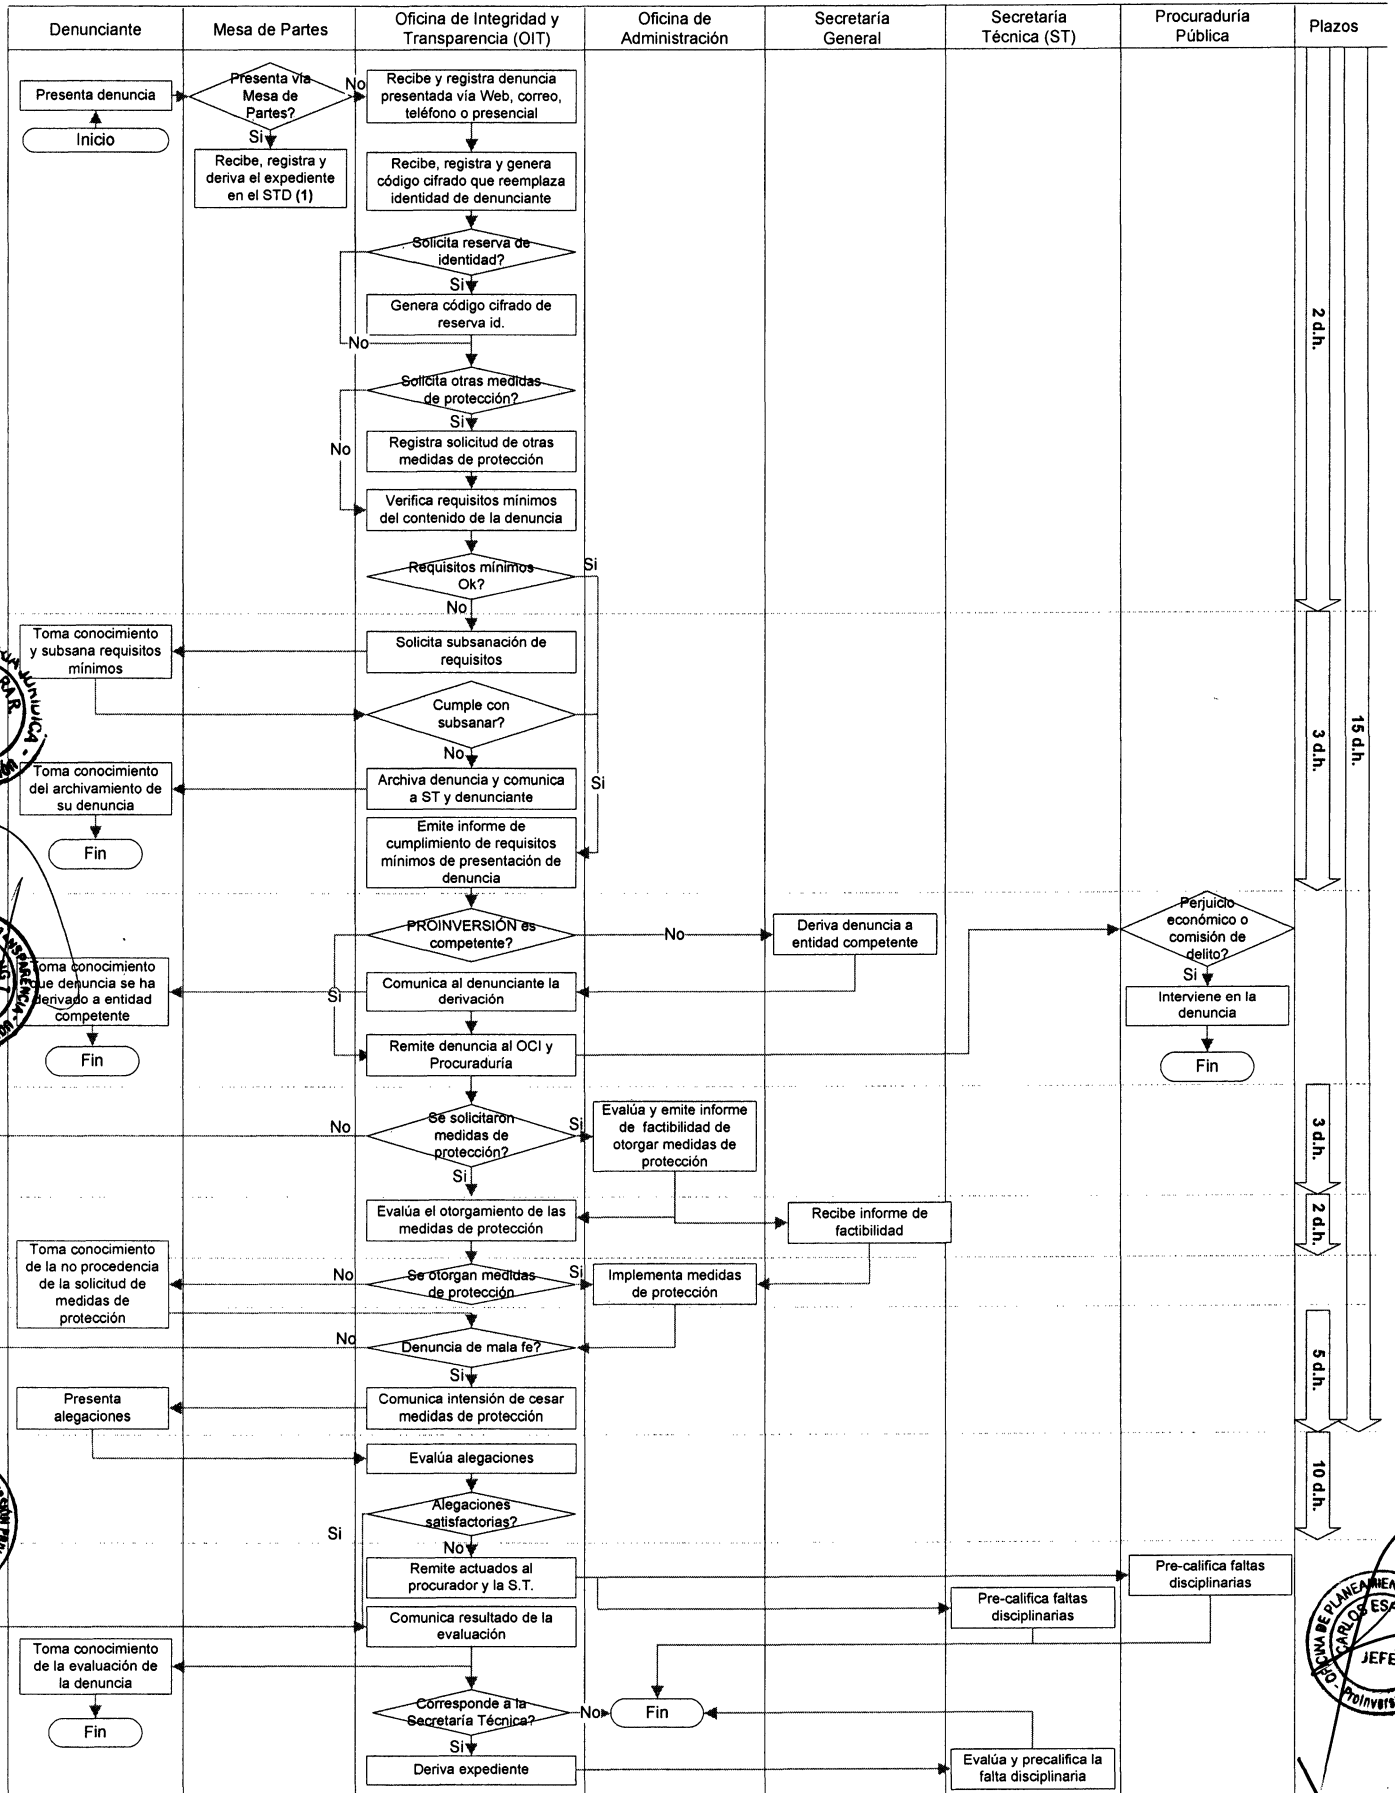 Denunciante
Mesa de Partes
Oficina de Integridad y
Transparencia (OIT)
Oficina de
Administración
Secretaría
General
Secretaría
Técnica (ST)
Procuraduría
Pública
Plazos
Presenta denuncia
Inicio
Presenta vía
Mesa de
Partes?
No
Si
Recibe, registra y
deriva el expediente
en el STD (1)
Recibe y registra denuncia
presentada vía Web, correo,
teléfono o presencial
Recibe, registra y genera
código cifrado que reemplaza
identidad de denunciante
Solicita reserva de
identidad?
Si
Genera código cifrado de
reserva id.
No
Solicita otras medidas
de protección?
Si
No
Registra solicitud de otras
medidas de protección
Verifica requisitos mínimos
del contenido de la denuncia
Requisitos mínimos
Ok?
Si
No
2 d.h.
Toma conocimiento
y subsana requisitos
mínimos
Solicita subsanación de
requisitos
Cumple con
subsanar?
No
Si
Toma conocimiento
del archivamiento de
su denuncia
Fin
Archiva denuncia y comunica
a ST y denunciante
Emite informe de
cumplimiento de requisitos
mínimos de presentación de
denuncia
3 d.h.
15 d.h.
PROINVERSIÓN es
competente?
No
Si
Deriva denuncia a
entidad competente
Perjuicio
económico o
comisión de
delito?
Si
Interviene en la
denuncia
Fin
Toma conocimiento
que denuncia se ha
derivado a entidad
competente
Fin
Comunica al denunciante la
derivación
Remite denuncia al OCI y
Procuraduría
Se solicitaron
medidas de
protección?
No
Si
Si
Evalúa y emite informe
de factibilidad de
otorgar medidas de
protección
3 d.h.
Evalúa el otorgamiento de las
medidas de protección
Recibe informe de
factibilidad
2 d.h.
Toma conocimiento
de la no procedencia
de la solicitud de
medidas de
protección
No
Se otorgan medidas
de protección?
Si
Implementa medidas
de protección
No
Denuncia de mala fe?
Si
5 d.h.
Presenta
alegaciones
Comunica intensión de cesar
medidas de protección
Evalúa alegaciones
10 d.h.
Alegaciones
satisfactorias?
Si
No
Remite actuados al
procurador y la S.T.
Pre-califica faltas
disciplinarias
Pre-califica faltas
disciplinarias
Comunica resultado de la
evaluación
Toma conocimiento
de la evaluación de
la denuncia
Fin
Corresponde a la
Secretaría Técnica?
No
Fin
Si
Deriva expediente
Evalúa y precalifica la
falta disciplinaria
JEFE